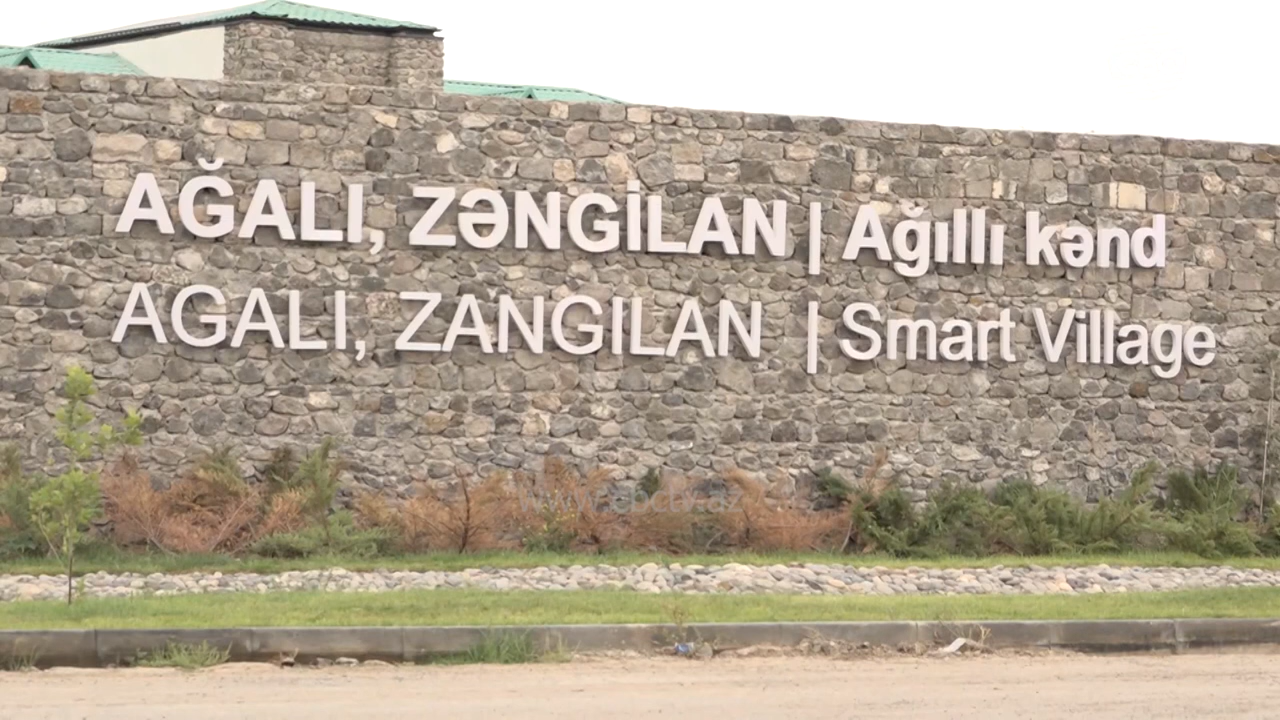 AĞALI, ZƏNGİLAN | Ağıllı kənd
AGALI, ZANGILAN | Smart Village